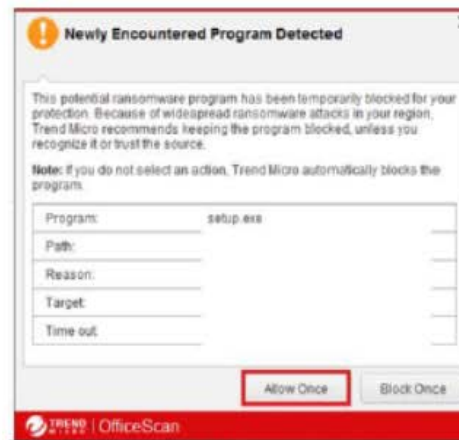 Newly Encountered Program Detected
This potential ransomware program has been temporarily blocked for your
protection. Because of widespread ransomware attacks in your region,
Trend Micro recommends keeping the program blocked, unless you
recognize it or trust the source.
Note: If you do not select an action, Trend Micro automatically blocks the
program.
Program: setup.exe
Path:
Reason:
Target:
Time out:
Allow Once Block Once
TREND MICRO | OfficeScan